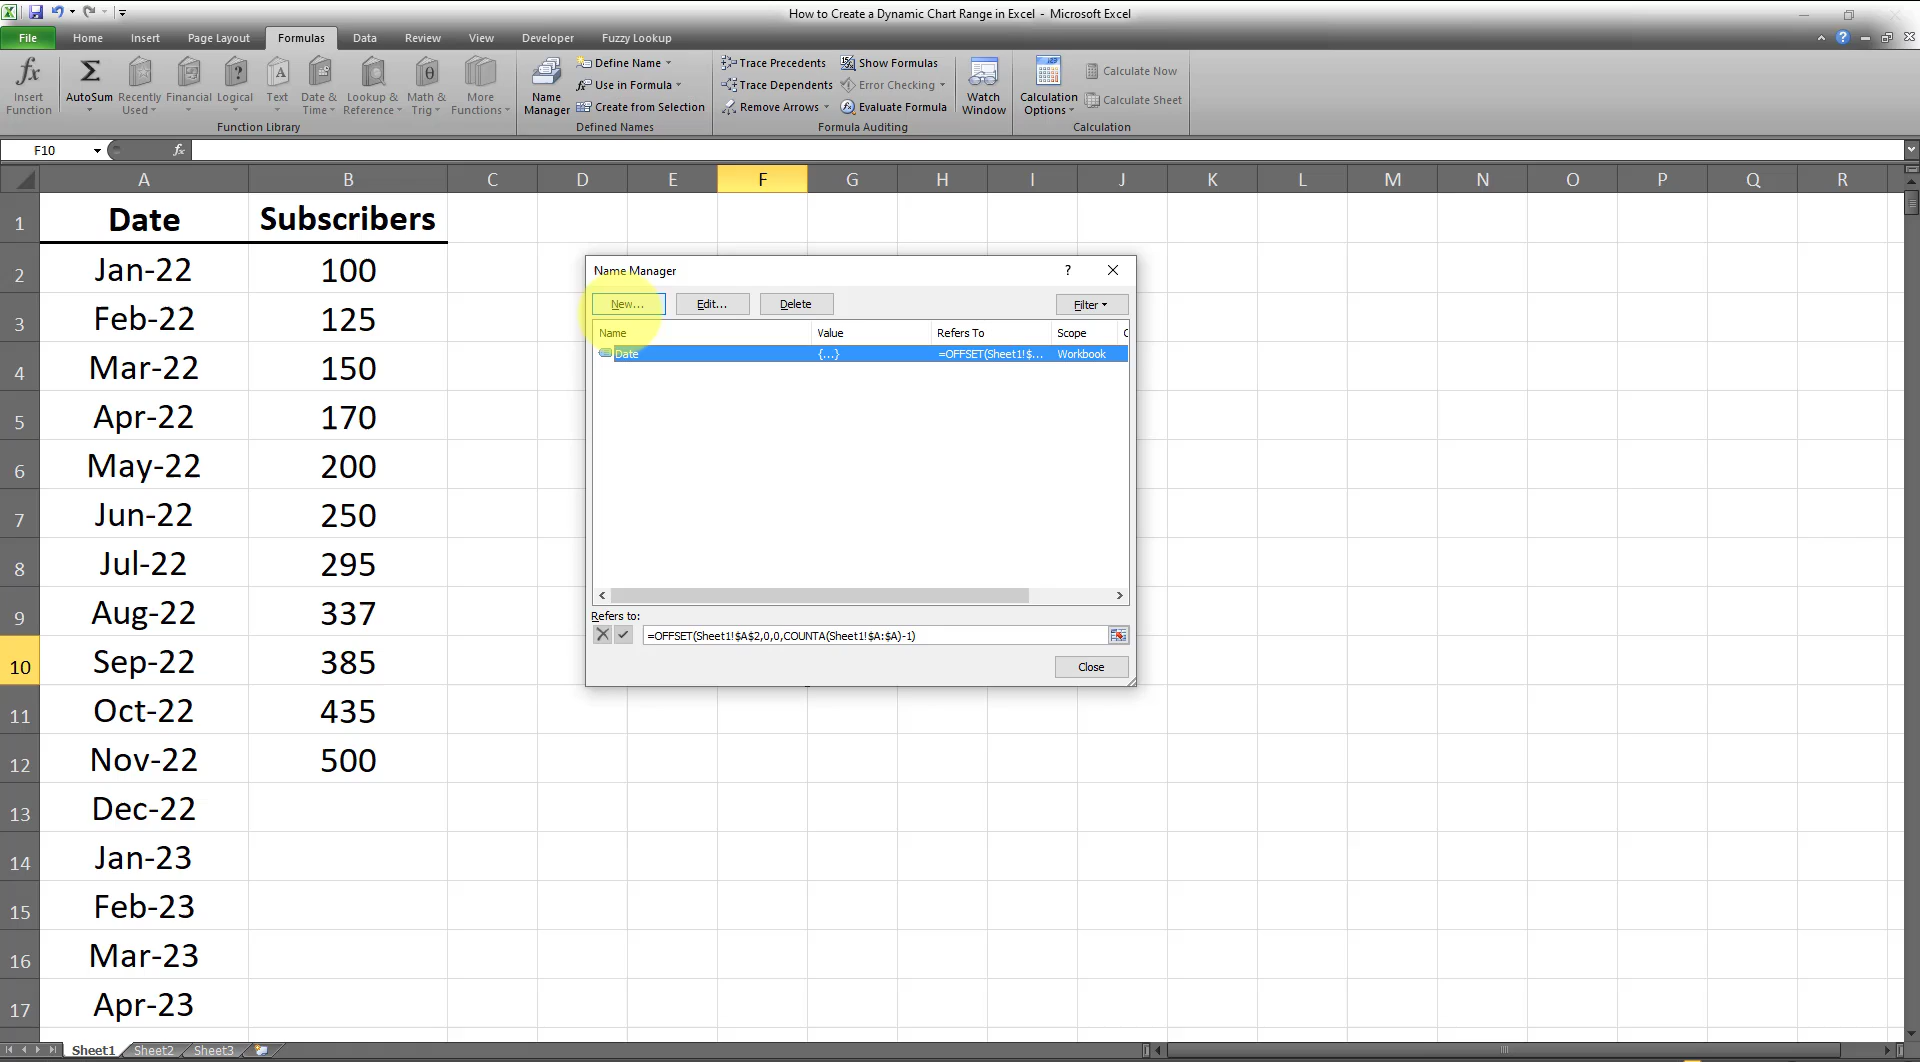 How to Create a Dynamic Chart Range in Excel - Microsoft Excel
File Home Insert Page Layout Formulas Data Review View Developer Fuzzy Lookup
Insert Function
AutoSum
Recently Used
Financial
Logical
Text
Date & Time
Lookup & Reference
Math & Trig
More Functions
Function Library
Name Manager
Define Name
Use in Formula
Create from Selection
Defined Names
Trace Precedents
Trace Dependents
Remove Arrows
Show Formulas
Error Checking
Evaluate Formula
Formula Auditing
Watch Window
Calculation Options
Calculate Now
Calculate Sheet
Calculation
F10 fx
A B C D E F G H I J K L M N O P Q R
1 Date Subscribers
2 Jan-22 100
3 Feb-22 125
4 Mar-22 150
5 Apr-22 170
6 May-22 200
7 Jun-22 250
8 Jul-22 295
9 Aug-22 337
10 Sep-22 385
11 Oct-22 435
12 Nov-22 500
13 Dec-22
14 Jan-23
15 Feb-23
16 Mar-23
17 Apr-23
Name Manager ?
New... Edit... Delete Filter
Name Value Refers To Scope C
Date {...} =OFFSET(Sheet1!$... Workbook
Refers to:
=OFFSET(Sheet1!$A$2,0,0,COUNTA(Sheet1!$A:$A)-1)
Close
Sheet1 Sheet2 Sheet3